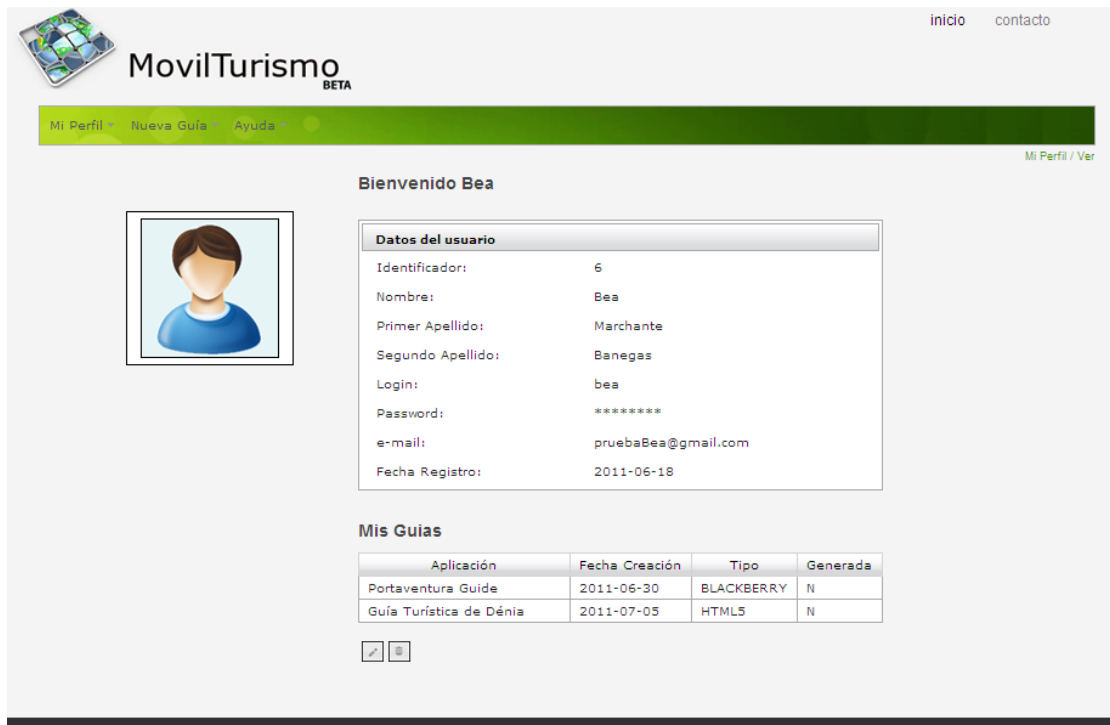 inicio contacto
MovilTurismo
BETA
Mi Perfil Nueva Guía Ayuda
Mi Perfil / Ver
Bienvenido Bea
Datos del usuario
Identificador: 6
Nombre: Bea
Primer Apellido: Marchante
Segundo Apellido: Banegas
Login: bea
Password: ********
e-mail: pruebaBea@gmail.com
Fecha Registro: 2011-06-18
Mis Guias
Aplicación Fecha Creación Tipo Generada
Portaventura Guide 2011-06-30 BLACKBERRY N
Guía Turística de Dénia 2011-07-05 HTML5 N